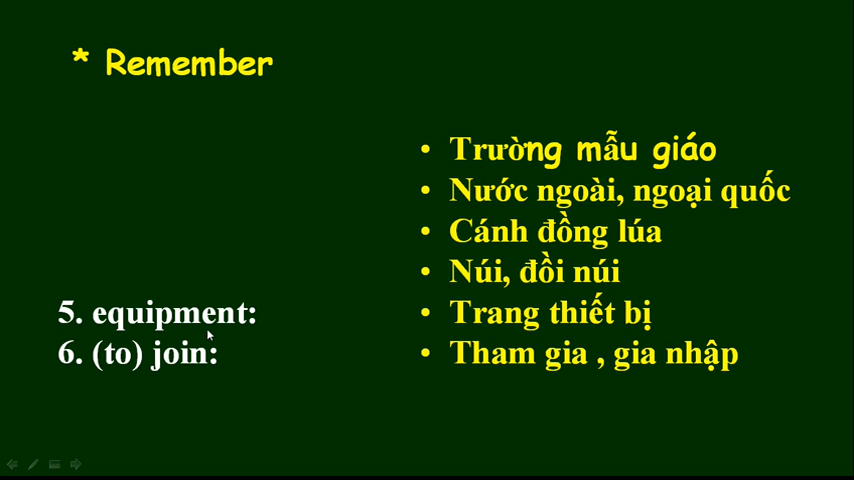 * Remember
• Trường mẫu giáo
• Nước ngoài, ngoại quốc
• Cánh đồng lúa
• Núi, đồi núi
5. equipment: • Trang thiết bị
6. (to) join: • Tham gia , gia nhập